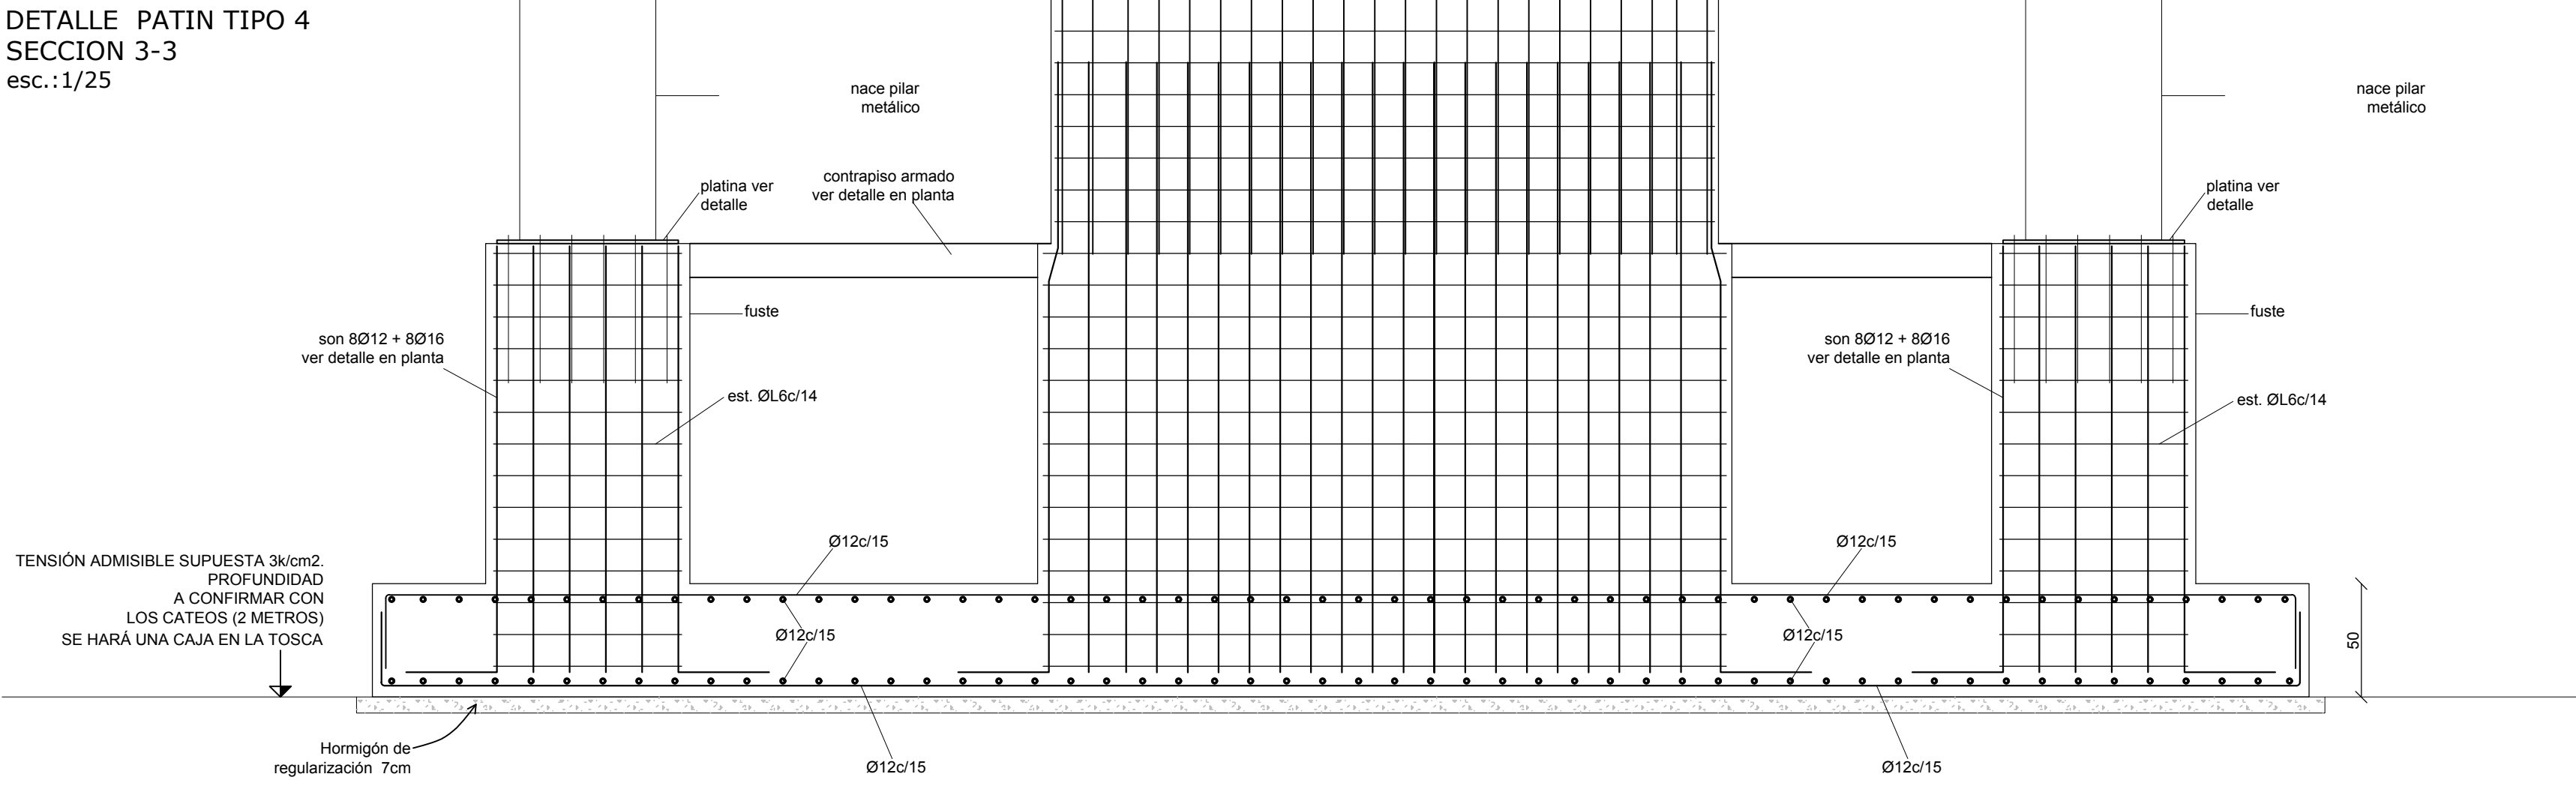 DETALLE  PATIN TIPO 4
SECCION 3-3
esc.:1/25
nace pilar
metálico
nace pilar
metálico
contrapiso armado
ver detalle en planta
platina ver
detalle
platina ver
detalle
fuste
fuste
son 8Ø12 + 8Ø16
ver detalle en planta
son 8Ø12 + 8Ø16
ver detalle en planta
est. ØL6c/14
est. ØL6c/14
Ø12c/15
Ø12c/15
TENSIÓN ADMISIBLE SUPUESTA 3k/cm2.
PROFUNDIDAD
A CONFIRMAR CON
LOS CATEOS (2 METROS)
SE HARÁ UNA CAJA EN LA TOSCA
Ø12c/15
Ø12c/15
50
Hormigón de
regularización  7cm
Ø12c/15
Ø12c/15